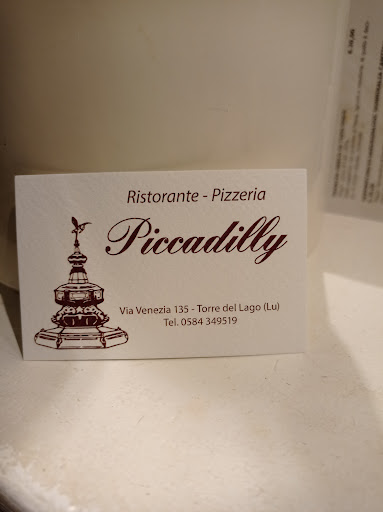 Ristorante - Pizzeria
Piccadilly
Via Venezia 135 - Torre del Lago (Lu)
Tel. 0584 349519